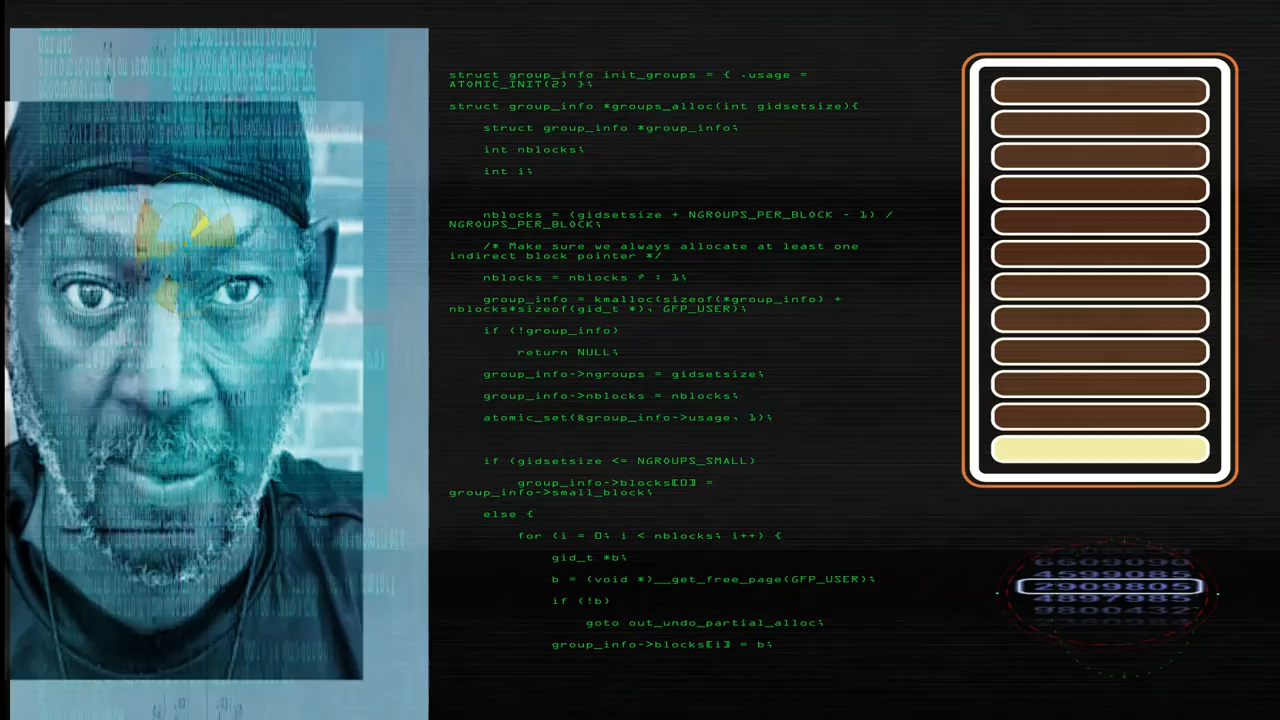 struct group_info init_groups = { .usage =
ATOMIC_INIT(2) };
struct group_info *groups_alloc(int gidsetsize){
struct group_info *group_info;
int nblocks;
int i;
nblocks = (gidsetsize + NGROUPS_PER_BLOCK - 1) /
NGROUPS_PER_BLOCK;
/* Make sure we always allocate at least one
indirect block pointer */
nblocks = nblocks ? : 1;
group_info = kmalloc(sizeof(*group_info) +
nblocks*sizeof(gid_t *), GFP_USER);
if (!group_info)
return NULL;
group_info->ngroups = gidsetsize;
group_info->nblocks = nblocks;
atomic_set(&group_info->usage, 1);
if (gidsetsize <= NGROUPS_SMALL)
group_info->blocks[0] =
group_info->small_block;
else {
for (i = 0; i < nblocks; i++) {
gid_t *b;
b = (void *)__get_free_page(GFP_USER);
if (!b)
goto out_undo_partial_alloc;
group_info->blocks[i] = b;
6609090
4599085
2909805
4897985
9800432